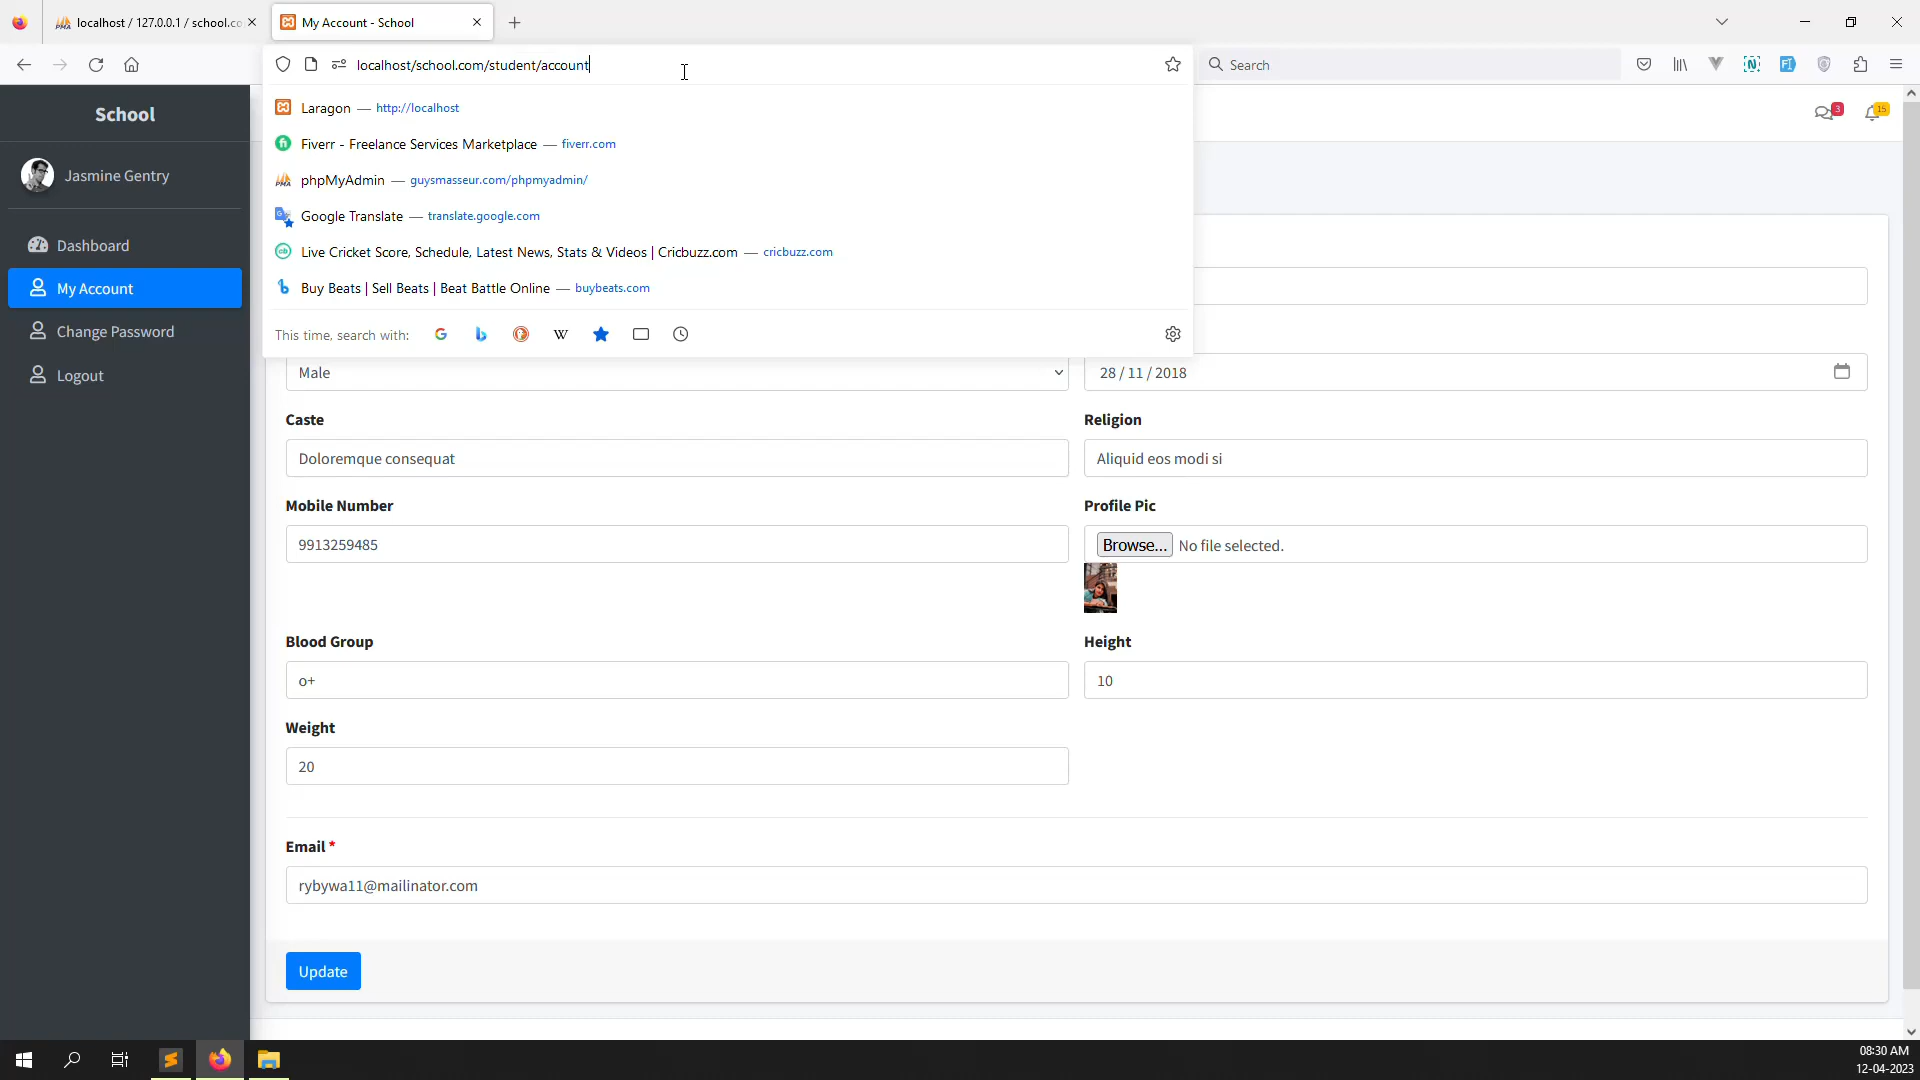 localhost / 127.0.0.1 / school.co
My Account - School
localhost/school.com/student/account
Search
School
Laragon — http://localhost
3
15
Fiverr - Freelance Services Marketplace — fiverr.com
Jasmine Gentry
phpMyAdmin — guysmasseur.com/phpmyadmin/
Google Translate — translate.google.com
Dashboard
Live Cricket Score, Schedule, Latest News, Stats & Videos | Cricbuzz.com — cricbuzz.com
My Account
Buy Beats | Sell Beats | Beat Battle Online — buybeats.com
Change Password
This time, search with:
Logout
Male
28 / 11 / 2018
Caste
Religion
Doloremque consequat
Aliquid eos modi si
Mobile Number
Profile Pic
9913259485
Browse... No file selected.
Blood Group
Height
o+
10
Weight
20
Email *
rybywa11@mailinator.com
Update
08:30 AM
12-04-2023